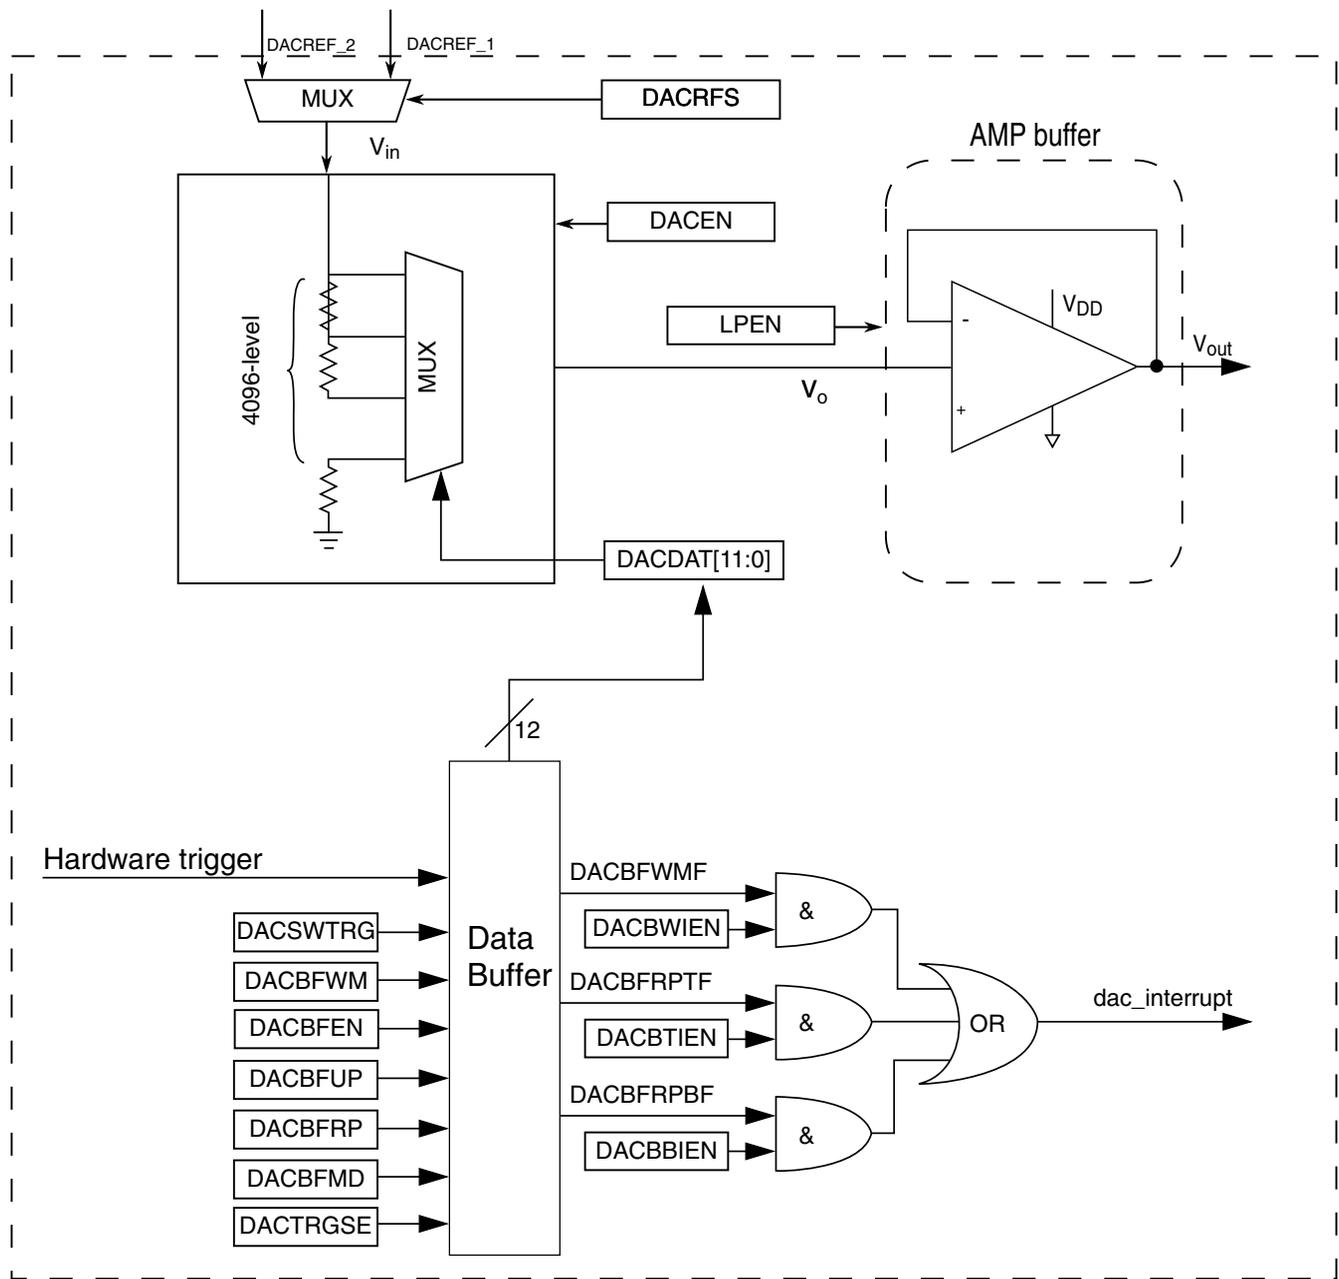 DACREF_2
DACREF_1
MUX
DACRFS
Vin
AMP buffer
DACEN
LPEN
VDD
-
Vout
4096-level
MUX
Vo
+
DACDAT[11:0]
12
Hardware trigger
DACBFWMF
DACSWTRG
DACBWIEN
&
Data
Buffer
DACBFWM
DACBFRPTF
DACBFEN
DACBTIEN
&
OR
dac_interrupt
DACBFUP
DACBFRPBF
DACBFRP
DACBBIEN
&
DACBFMD
DACTRGSE